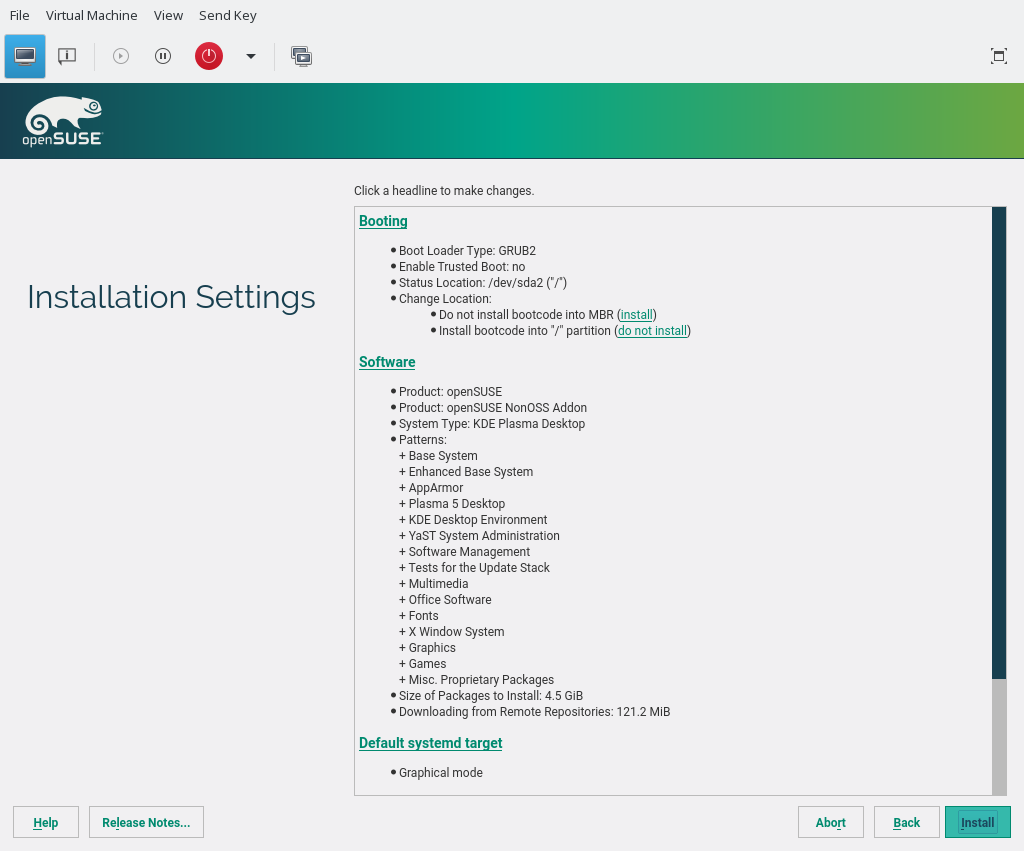 File Virtual Machine View Send Key
openSUSE
Click a headline to make changes.
Installation Settings
Booting
• Boot Loader Type: GRUB2
• Enable Trusted Boot: no
• Status Location: /dev/sda2 ("/")
• Change Location:
• Do not install bootcode into MBR (install)
• Install bootcode into "/" partition (do not install)
Software
• Product: openSUSE
• Product: openSUSE NonOSS Addon
• System Type: KDE Plasma Desktop
• Patterns:
+ Base System
+ Enhanced Base System
+ AppArmor
+ Plasma 5 Desktop
+ KDE Desktop Environment
+ YaST System Administration
+ Software Management
+ Tests for the Update Stack
+ Multimedia
+ Office Software
+ Fonts
+ X Window System
+ Graphics
+ Games
+ Misc. Proprietary Packages
• Size of Packages to Install: 4.5 GiB
• Downloading from Remote Repositories: 121.2 MiB
Default systemd target
• Graphical mode
Help Release Notes... Abort Back Install